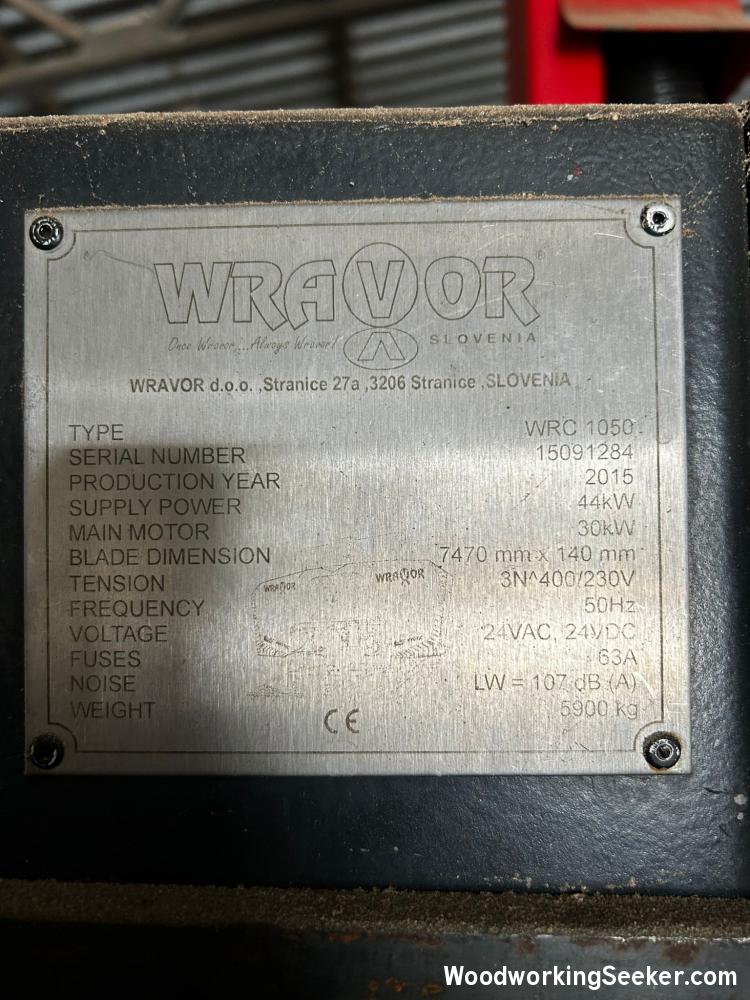 WRAVOR
Once Wravor...Always Wravor! SLOVENIA
WRAVOR d.o.o. ,Stranice 27a ,3206 Stranice ,SLOVENIA
TYPE WRC 1050
SERIAL NUMBER 15091284
PRODUCTION YEAR 2015
SUPPLY POWER 44kW
MAIN MOTOR 30kW
BLADE DIMENSION 7470 mm x 140 mm
TENSION 3N^400/230V
FREQUENCY 50Hz
VOLTAGE 24VAC, 24VDC
FUSES 63A
NOISE LW = 107 dB (A)
WEIGHT 5900 kg
WRAVOR WRAVOR
CE
WoodworkingSeeker.com